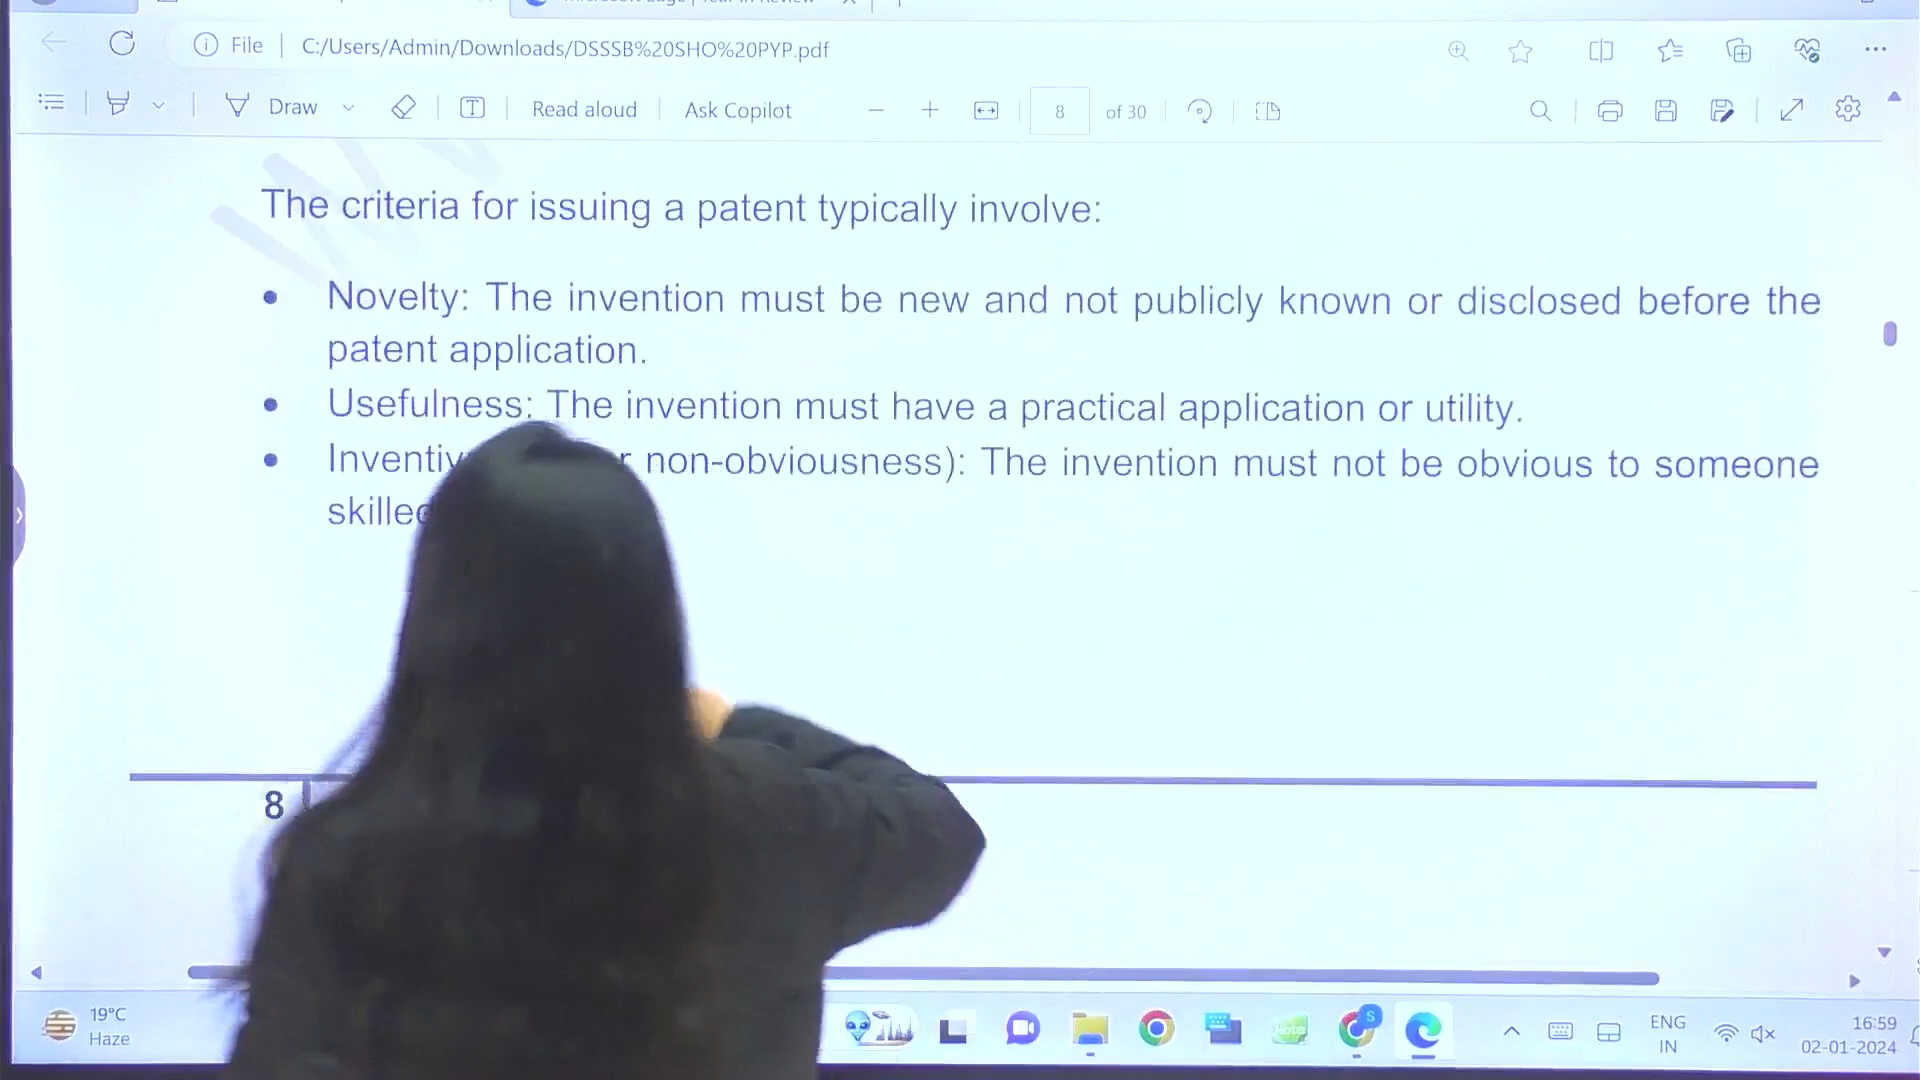 File
C:/Users/Admin/Downloads/DSSSB%20SHO%20PYP.pdf
Draw
Read aloud
Ask Copilot
8
of 30
The criteria for issuing a patent typically involve:
Novelty: The invention must be new and not publicly known or disclosed before the
patent application.
Usefulness: The invention must have a practical application or utility.
non-obviousness): The invention must not be obvious to someone
8
19°C
Haze
Note
S
ENG
IN
16:59
02-01-2024